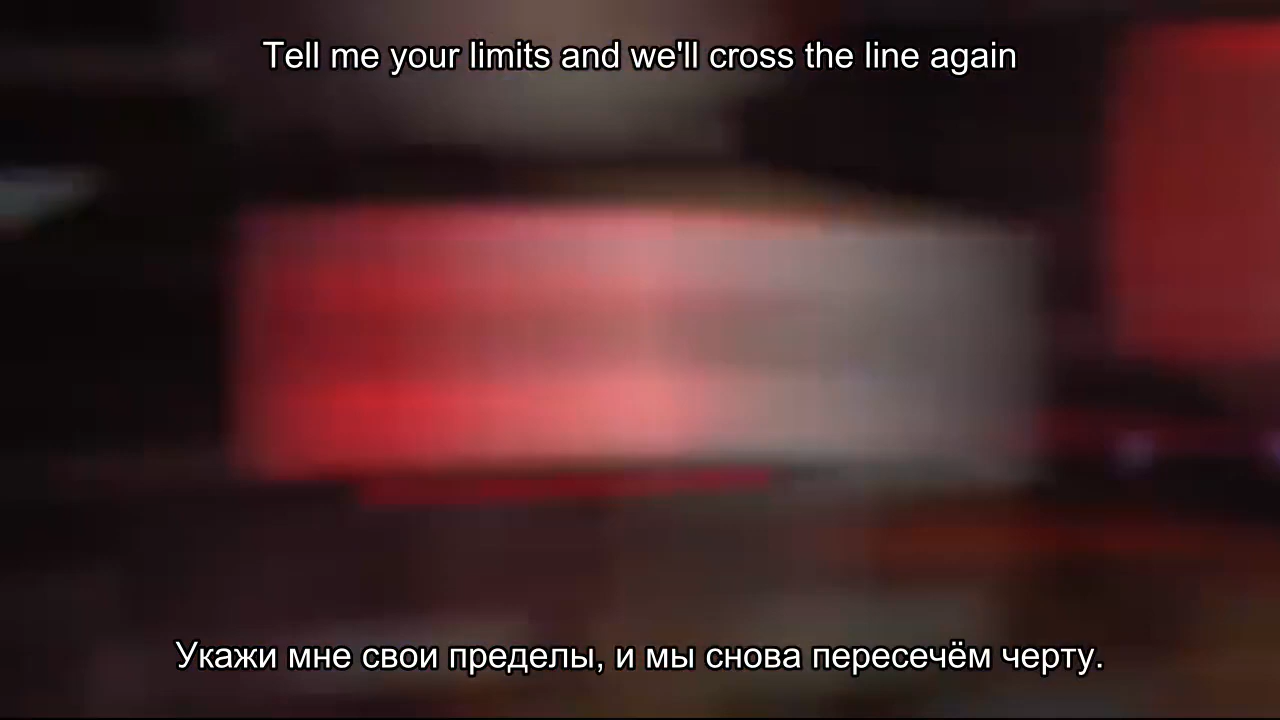 Tell me your limits and we'll cross the line again
Укажи мне свои пределы, и мы снова пересечём черту.